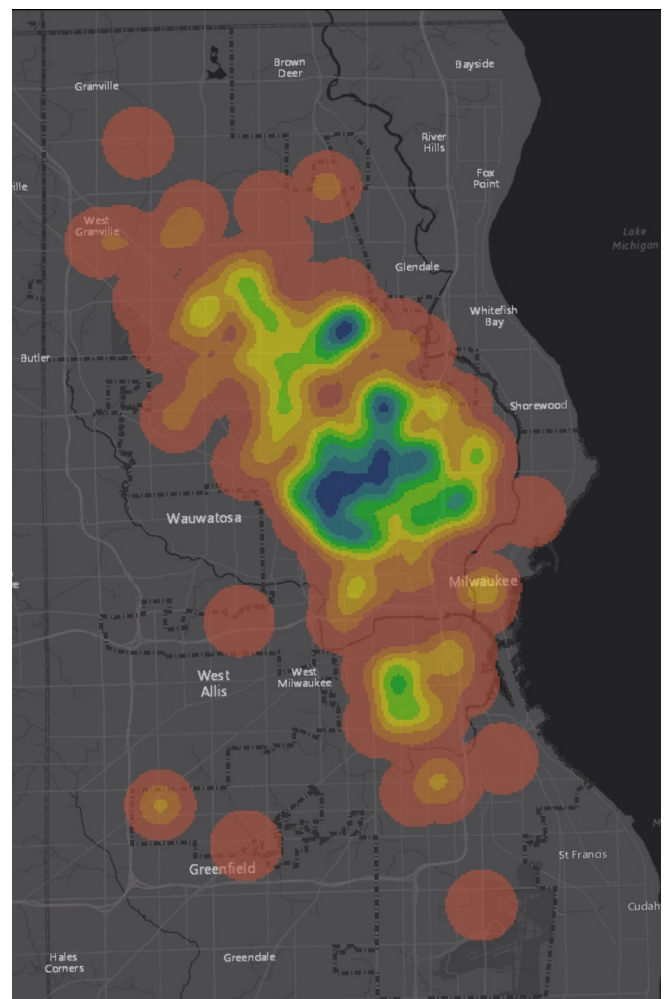 Brown
Deer
Bayside
Granville
River
Hills
Fox
Point
ille
West
Granville
Lake
Michigan
Glendale
Whitefish
Bay
Butler
Shorewood
Wauwatosa
e
Milwaukee
West
Allis
West
Milwaukee
M
St Francis
Greenfield
Cudah
Hales
Corners
Greendale